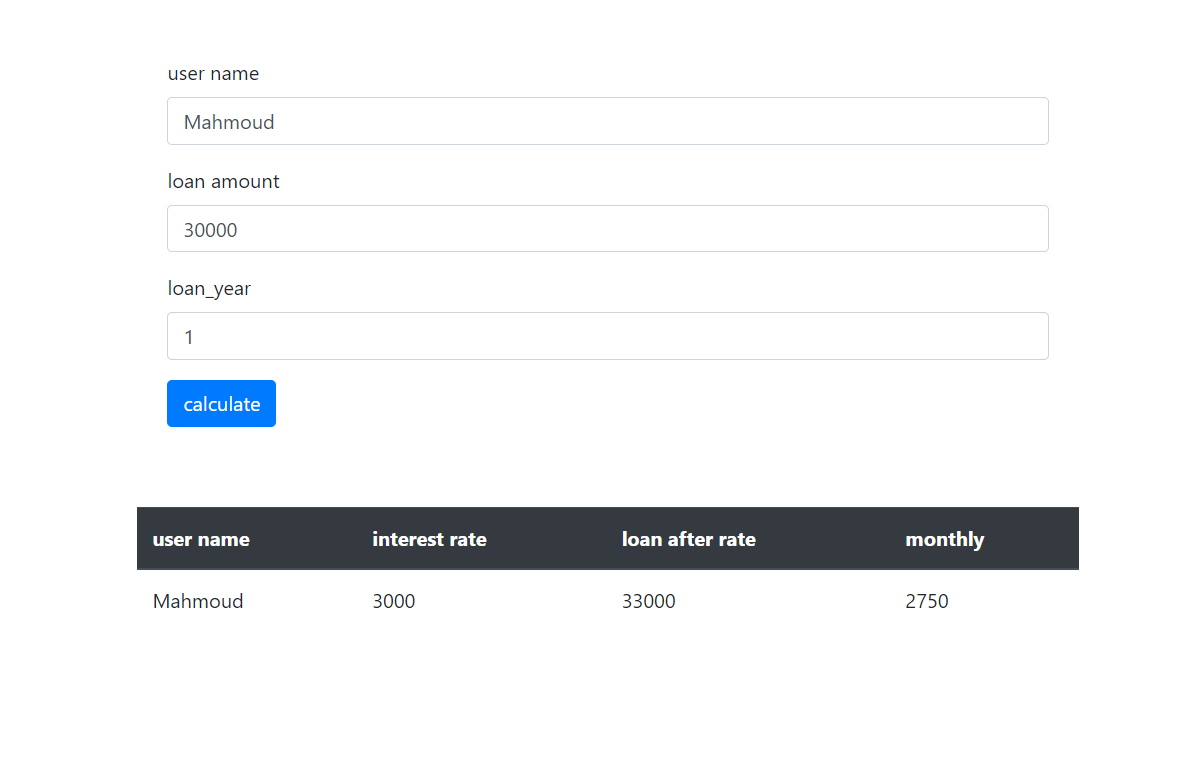 user name
Mahmoud
loan amount
30000
loan_year
1
calculate
user name interest rate loan after rate monthly
Mahmoud 3000 33000 2750